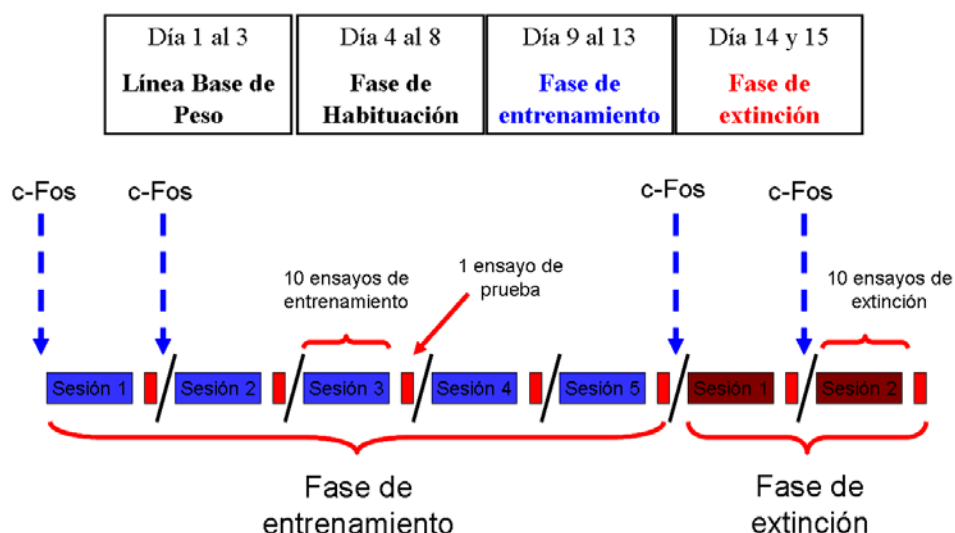 Día 1 al 3
Línea Base de
Peso
Día 4 al 8
Fase de
Habituación
Día 9 al 13
Fase de
entrenamiento
Día 14 y 15
Fase de
extinción
c-Fos
c-Fos
c-Fos
c-Fos
10 ensayos de
entrenamiento
1 ensayo de
prueba
10 ensayos de
extinción
Sesión 1
Sesión 2
Sesión 3
Sesión 4
Sesión 5
Sesión 1
Sesión 2
Fase de
entrenamiento
Fase de
extinción